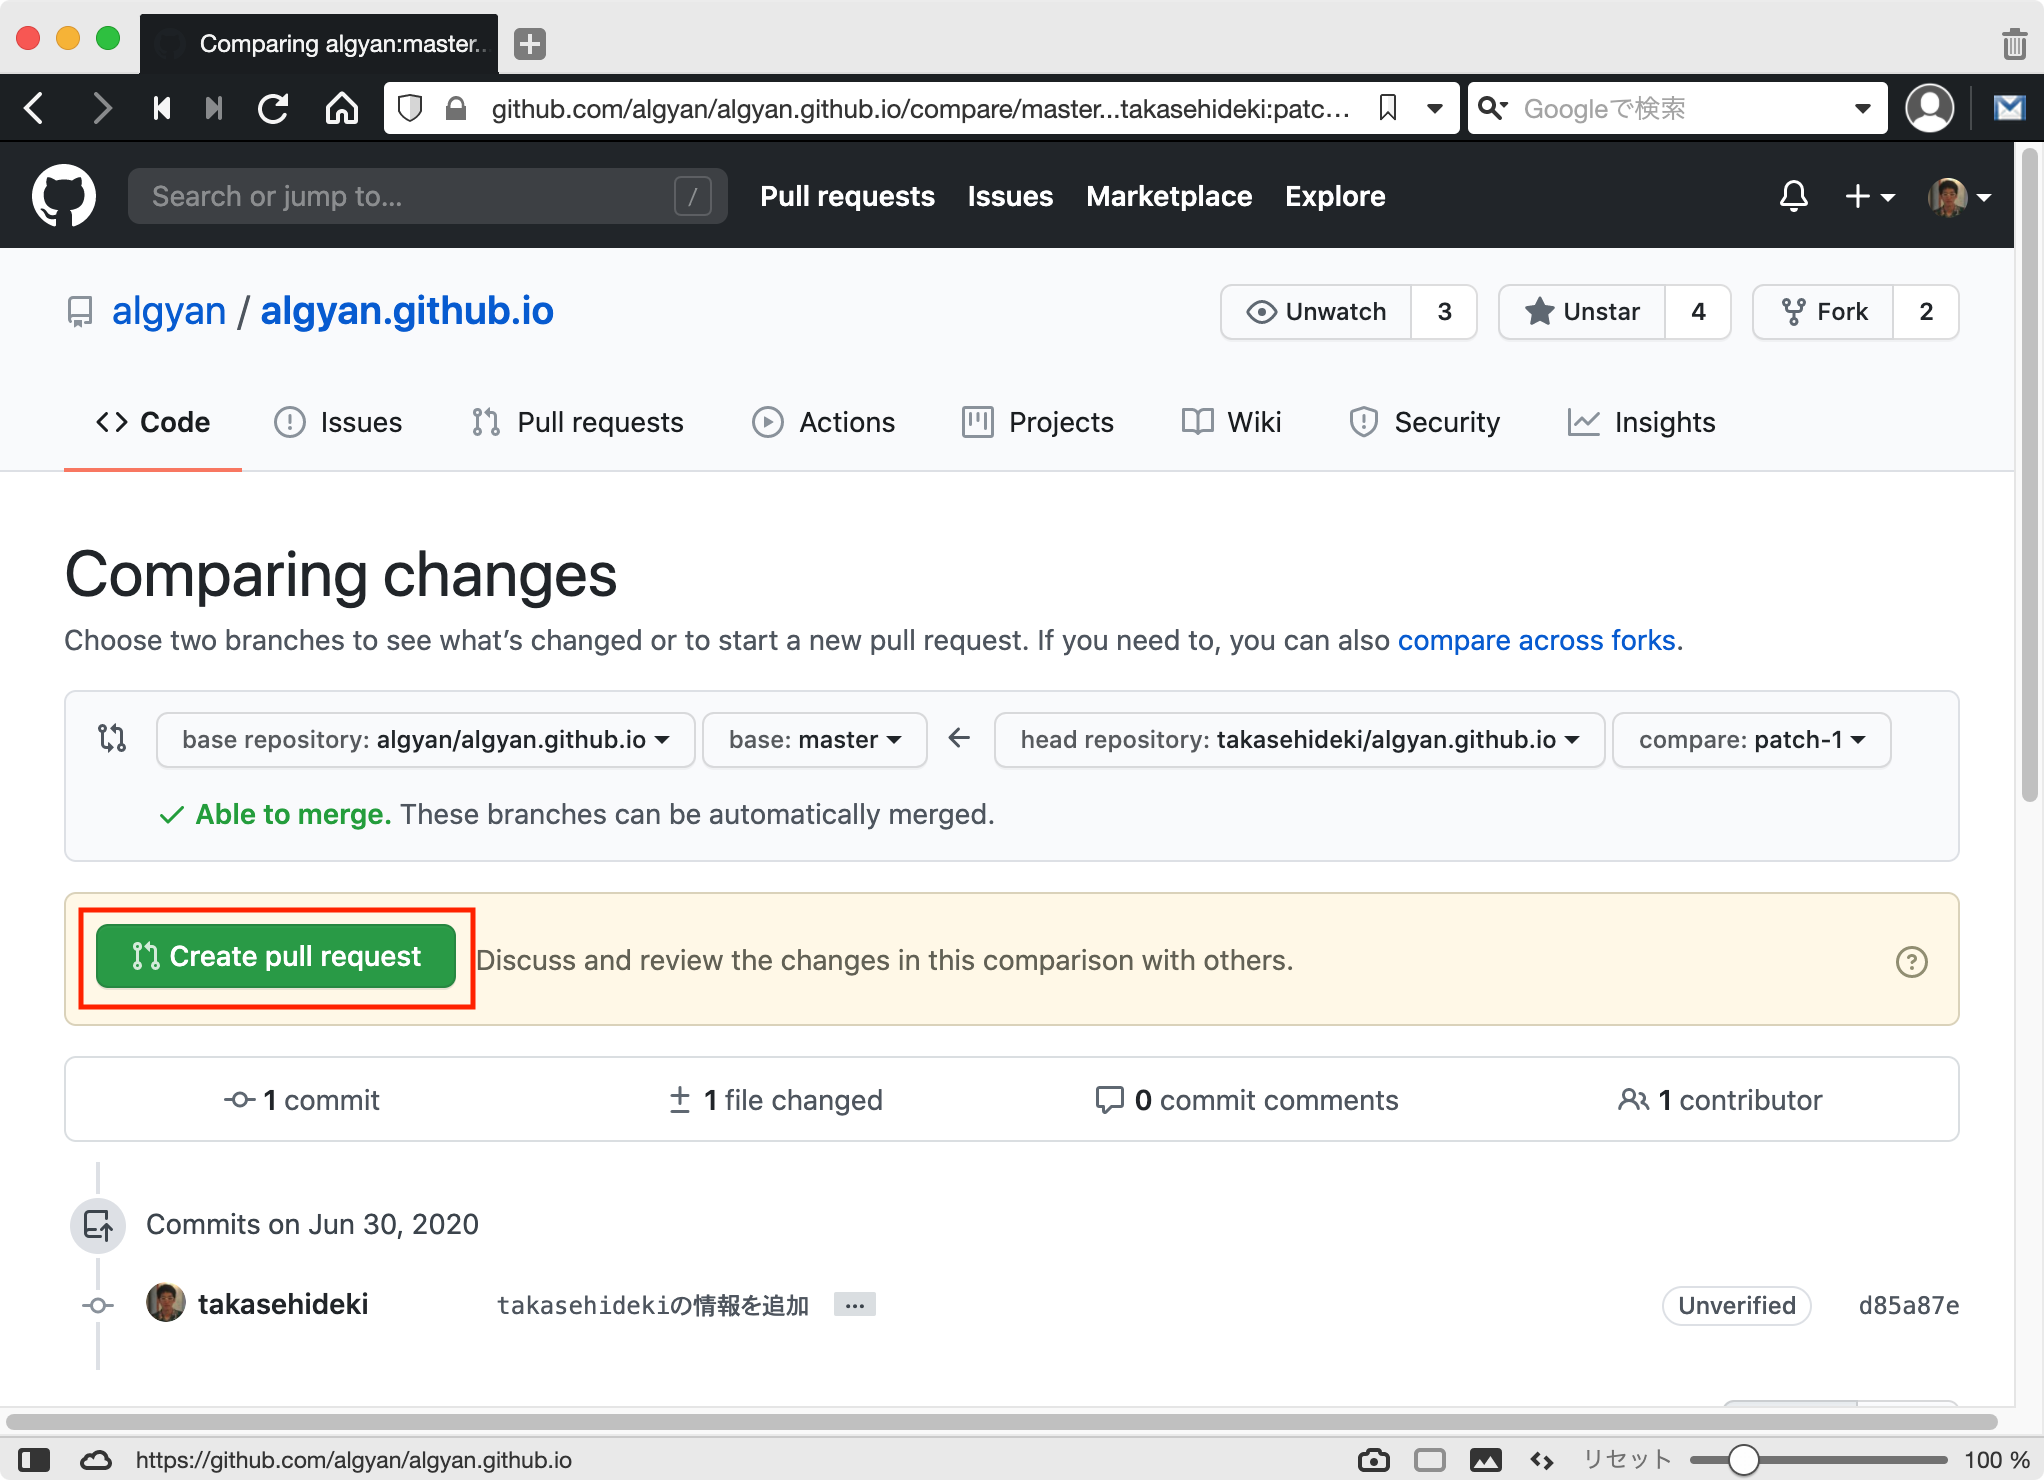 Comparing algyan:master...
github.com/algyan/algyan.github.io/compare/master...takasehideki:patc...
Googleで検索
Search or jump to...
/
Pull requests
Issues
Marketplace
Explore
algyan / algyan.github.io
Unwatch 3
Unstar 4
Fork 2
Code
Issues
Pull requests
Actions
Projects
Wiki
Security
Insights
Comparing changes
Choose two branches to see what's changed or to start a new pull request. If you need to, you can also compare across forks.
base repository: algyan/algyan.github.io
base: master
head repository: takasehideki/algyan.github.io
compare: patch-1
Able to merge. These branches can be automatically merged.
Create pull request
Discuss and review the changes in this comparison with others.
1 commit
1 file changed
0 commit comments
1 contributor
Commits on Jun 30, 2020
takasehideki
takasehidekiの情報を追加
...
Unverified
d85a87e
https://github.com/algyan/algyan.github.io
リセット
100 %